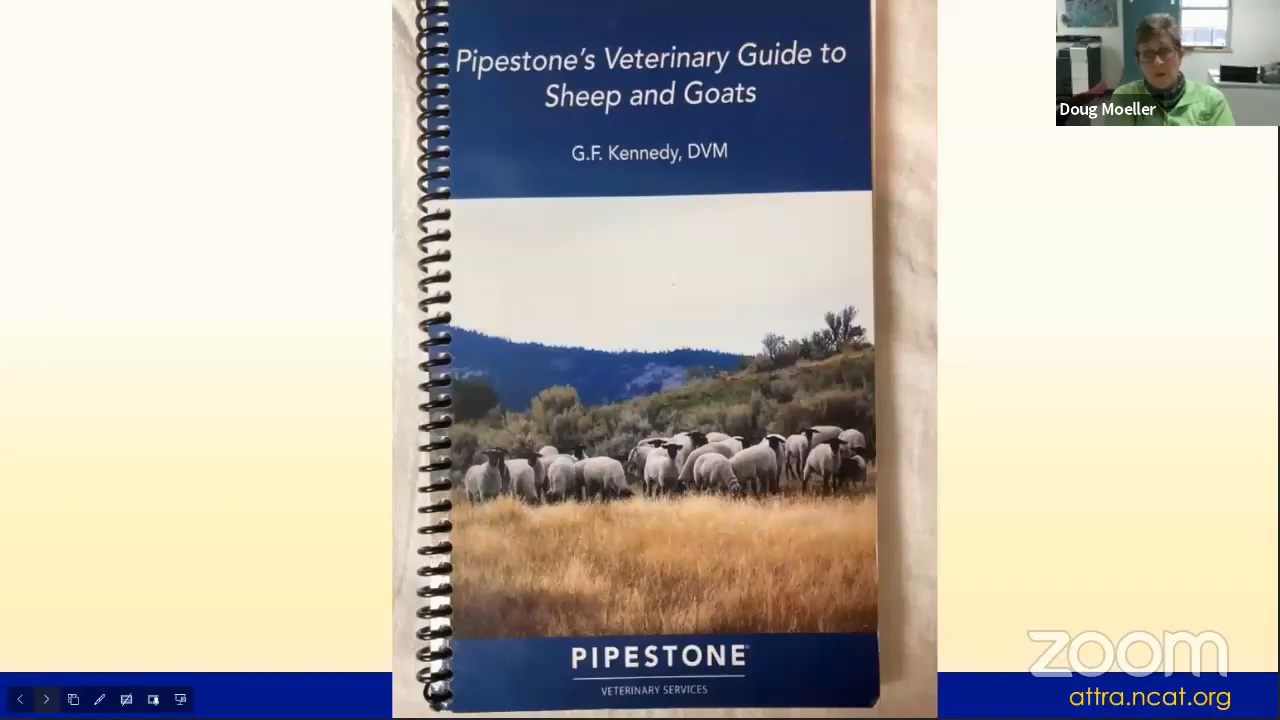 Pipestone's Veterinary Guide to
Sheep and Goats
G.F. Kennedy, DVM
Doug Moeller
PIPESTONE®
VETERINARY SERVICES
zoom
attra.ncat.org